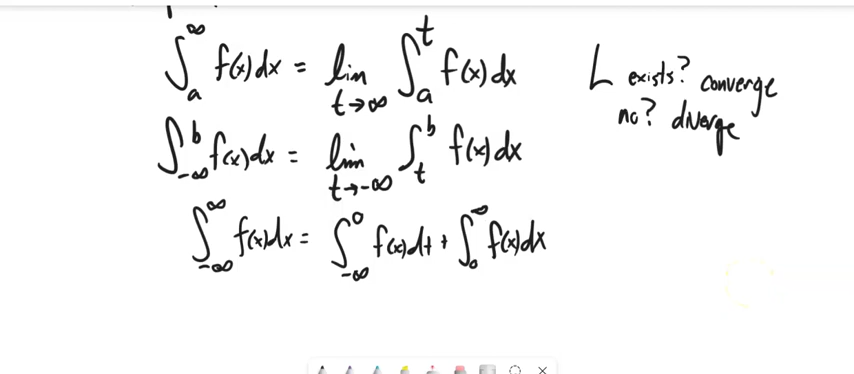 ∫_a^∞ f(x)dx = lim_{t→∞} ∫_a^t f(x)dx
L exists? converge
no? diverge
∫_{-∞}^b f(x)dx = lim_{t→-∞} ∫_t^b f(x)dx
∫_{-∞}^∞ f(x)dx = ∫_{-∞}^0 f(x)dt + ∫_0^∞ f(x)dx